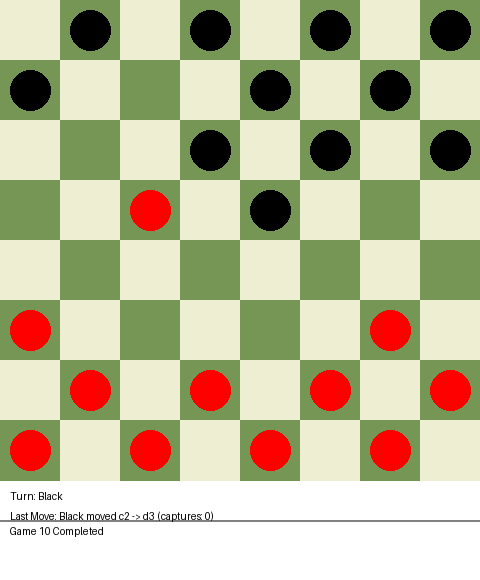 Turn: Black
Last Move: Black moved c2 -> d3 (captures: 0)
Game 10 Completed